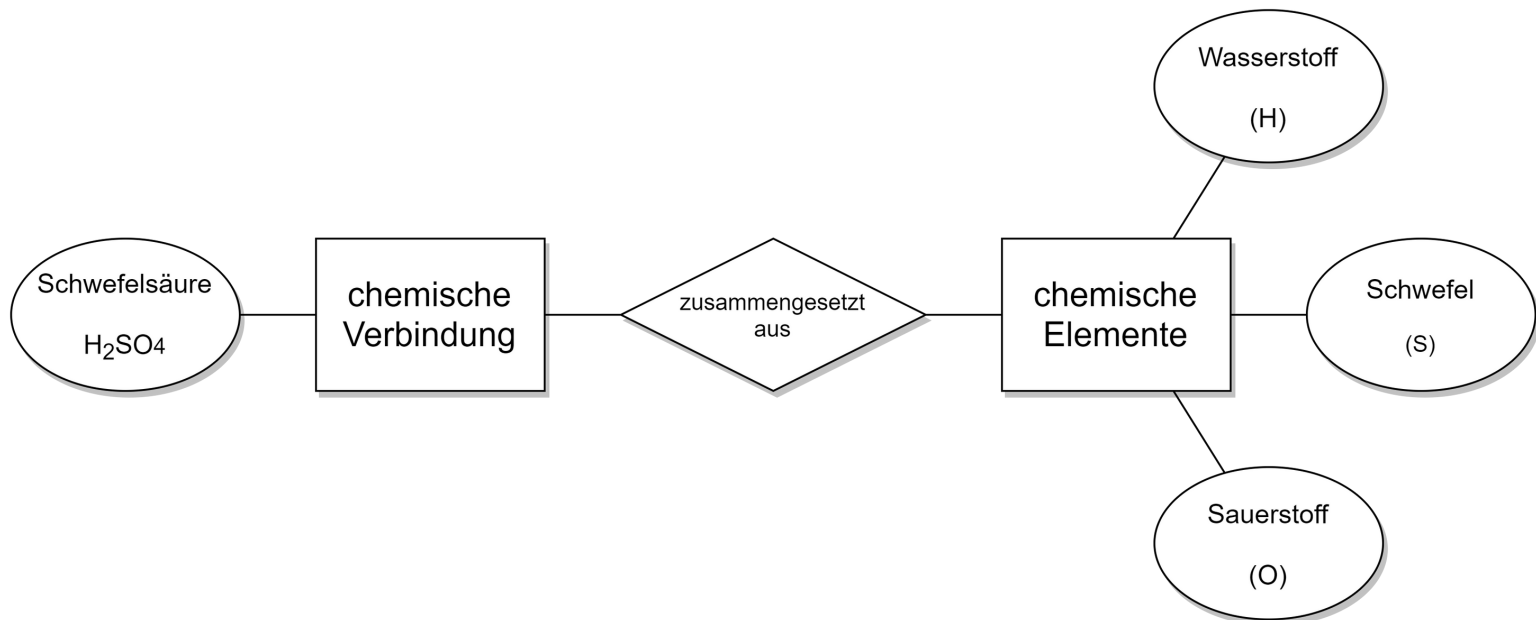 Wasserstoff
(H)
Schwefelsäure
H₂SO4
chemische
Verbindung
zusammengesetzt
aus
chemische
Elemente
Schwefel
(S)
Sauerstoff
(O)